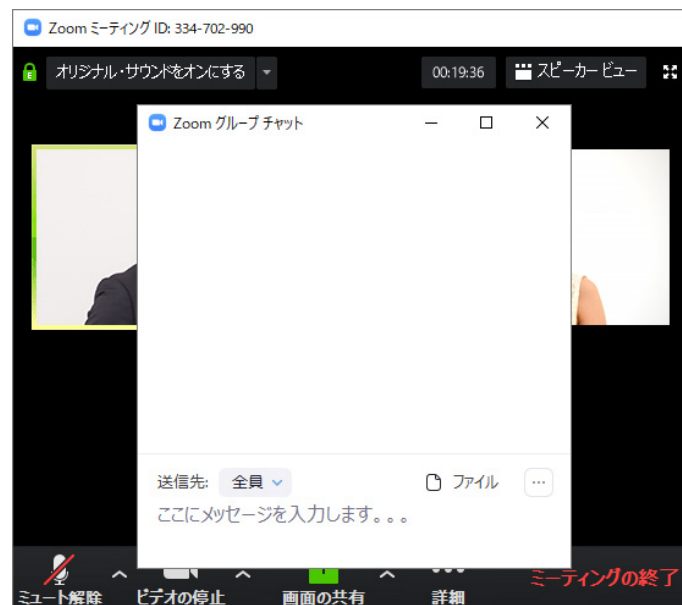 Zoom ミーティング ID: 334-702-990
オリジナル・サウンドをオンにする
00:19:36
スピーカー ビュー
Zoom グループ チャット
送信先: 全員
ファイル
ここにメッセージを入力します。。。
ミュート解除
ビデオの停止
画面の共有
詳細
ミーティングの終了